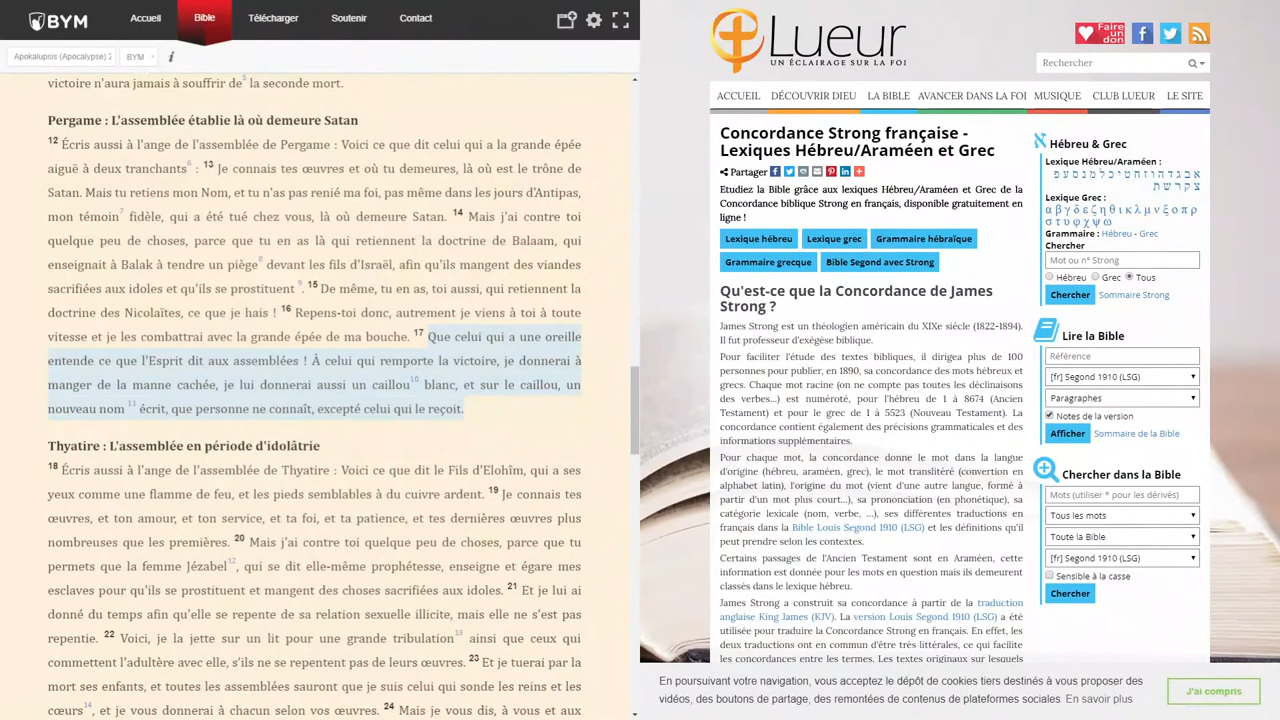 BYM
Accueil
Bible
Télécharger
Soutenir
Contact
Apokalupsis (Apocalypse) 2
BYM
i
victoire n'aura jamais à souffrir de5 la seconde mort.
Pergame : L'assemblée établie là où demeure Satan
12 Écris aussi à l'ange de l'assemblée de Pergame : Voici ce que dit celui qui a la grande épée
aiguë à deux tranchants6 : 13 Je connais tes œuvres et où tu demeures, là où est le trône de
Satan. Mais tu retiens mon Nom, et tu n'as pas renié ma foi, pas même dans les jours d'Antipas,
mon témoin7 fidèle, qui a été tué chez vous, là où demeure Satan. 14 Mais j'ai contre toi
quelque peu de choses, parce que tu en as là qui retiennent la doctrine de Balaam, qui
enseignait à Balak à tendre un piège8 devant les fils d'Israël, afin qu'ils mangent des viandes
sacrifiées aux idoles et qu'ils se prostituent 9. 15 De même, tu en as, toi aussi, qui retiennent la
doctrine des Nicolaïtes, ce que je hais ! 16 Repens-toi donc, autrement je viens à toi à toute
vitesse et je les combattrai avec la grande épée de ma bouche. 17 Que celui qui a une oreille
entende ce que l'Esprit dit aux assemblées ! À celui qui remporte la victoire, je donnerai à
manger de la manne cachée, je lui donnerai aussi un caillou10 blanc, et sur le caillou, un
nouveau nom 11 écrit, que personne ne connaît, excepté celui qui le reçoit.
Thyatire : L'assemblée en période d'idolâtrie
18 Écris aussi à l'ange de l'assemblée de Thyatire : Voici ce que dit le Fils d'Elohîm, qui a ses
yeux comme une flamme de feu, et les pieds semblables à du cuivre ardent. 19 Je connais tes
œuvres, et ton amour, et ton service, et ta foi, et ta patience, et tes dernières œuvres plus
nombreuses que les premières. 20 Mais j'ai contre toi quelque peu de choses, parce que tu
permets que la femme Jézabel12, qui se dit elle-même prophétesse, enseigne et égare mes
esclaves pour qu'ils se prostituent et mangent des choses sacrifiées aux idoles. 21 Et je lui ai
donné du temps afin qu'elle se repente de sa relation sexuelle illicite, mais elle ne s'est pas
repentie. 22 Voici, je la jette sur un lit pour une grande tribulation13 ainsi que ceux qui
commettent l'adultère avec elle, s'ils ne se repentent pas de leurs œuvres. 23 Et je tuerai par la
mort ses enfants, et toutes les assemblées sauront que je suis celui qui sonde les reins et les
cœurs14, et je vous donnerai à chacun selon vos œuvres. 24 Mais je vous dis, à vous et aux
Lueur
UN ÉCLAIRAGE SUR LA FOI
Faire un don
Rechercher
ACCUEIL DÉCOUVRIR DIEU LA BIBLE AVANCER DANS LA FOI MUSIQUE CLUB LUEUR LE SITE
Concordance Strong française -
Lexiques Hébreu/Araméen et Grec
Partager
Etudiez la Bible grâce aux lexiques Hébreu/Araméen et Grec de la
Concordance biblique Strong en français, disponible gratuitement en
ligne !
Lexique hébreu Lexique grec Grammaire hébraïque
Grammaire grecque Bible Segond avec Strong
Qu'est-ce que la Concordance de James
Strong ?
James Strong est un théologien américain du XIXe siècle (1822-1894).
Il fut professeur d'exégèse biblique.
Pour faciliter l'étude des textes bibliques, il dirigea plus de 100
personnes pour publier, en 1890, sa concordance des mots hébreux et
grecs. Chaque mot racine (on ne compte pas toutes les déclinaisons
des verbes...) est numéroté, pour l'hébreu de 1 à 8674 (Ancien
Testament) et pour le grec de 1 à 5523 (Nouveau Testament). La
concordance contient également des précisions grammaticales et des
informations supplémentaires.
Pour chaque mot, la concordance donne le mot dans la langue
d'origine (hébreu, araméen, grec), le mot translitéré (convertion en
alphabet latin), l'origine du mot (vient d'une autre langue, formé à
partir d'un mot plus court...), sa prononciation (en phonétique), sa
catégorie lexicale (nom, verbe, ...), ses différentes traductions en
français dans la Bible Louis Segond 1910 (LSG) et les définitions qu'il
peut prendre selon les contextes.
Certains passages de l'Ancien Testament sont en Araméen, cette
information est donnée pour les mots en question mais ils demeurent
classés dans le lexique hébreu.
James Strong a construit sa concordance à partir de la traduction
anglaise King James (KJV). La version Louis Segond 1910 (LSG) a été
utilisée pour traduire la Concordance Strong en français. En effet, les
deux traductions ont en commun d'être très littérales, ce qui facilite
les concordances entre les termes. Les textes originaux sur lesquels
א Hébreu & Grec
Lexique Hébreu/Araméen :
א ב ג ד ה ו ז ח ט י כ ל מ נ ס ע פ
צ ק ר ש ת
Lexique Grec :
α β γ δ ε ζ η θ ι κ λ μ ν ξ ο π ρ
σ τ υ φ χ ψ ω
Grammaire : Hébreu - Grec
Chercher
Mot ou n° Strong
Hébreu Grec Tous
Chercher Sommaire Strong
Lire la Bible
Référence
[fr] Segond 1910 (LSG)
Paragraphes
Notes de la version
Afficher Sommaire de la Bible
Chercher dans la Bible
Mots (utiliser * pour les dérivés)
Tous les mots
Toute la Bible
[fr] Segond 1910 (LSG)
Sensible à la casse
Chercher
En poursuivant votre navigation, vous acceptez le dépôt de cookies tiers destinés à vous proposer des
vidéos, des boutons de partage, des remontées de contenus de plateformes sociales En savoir plus
J'ai compris